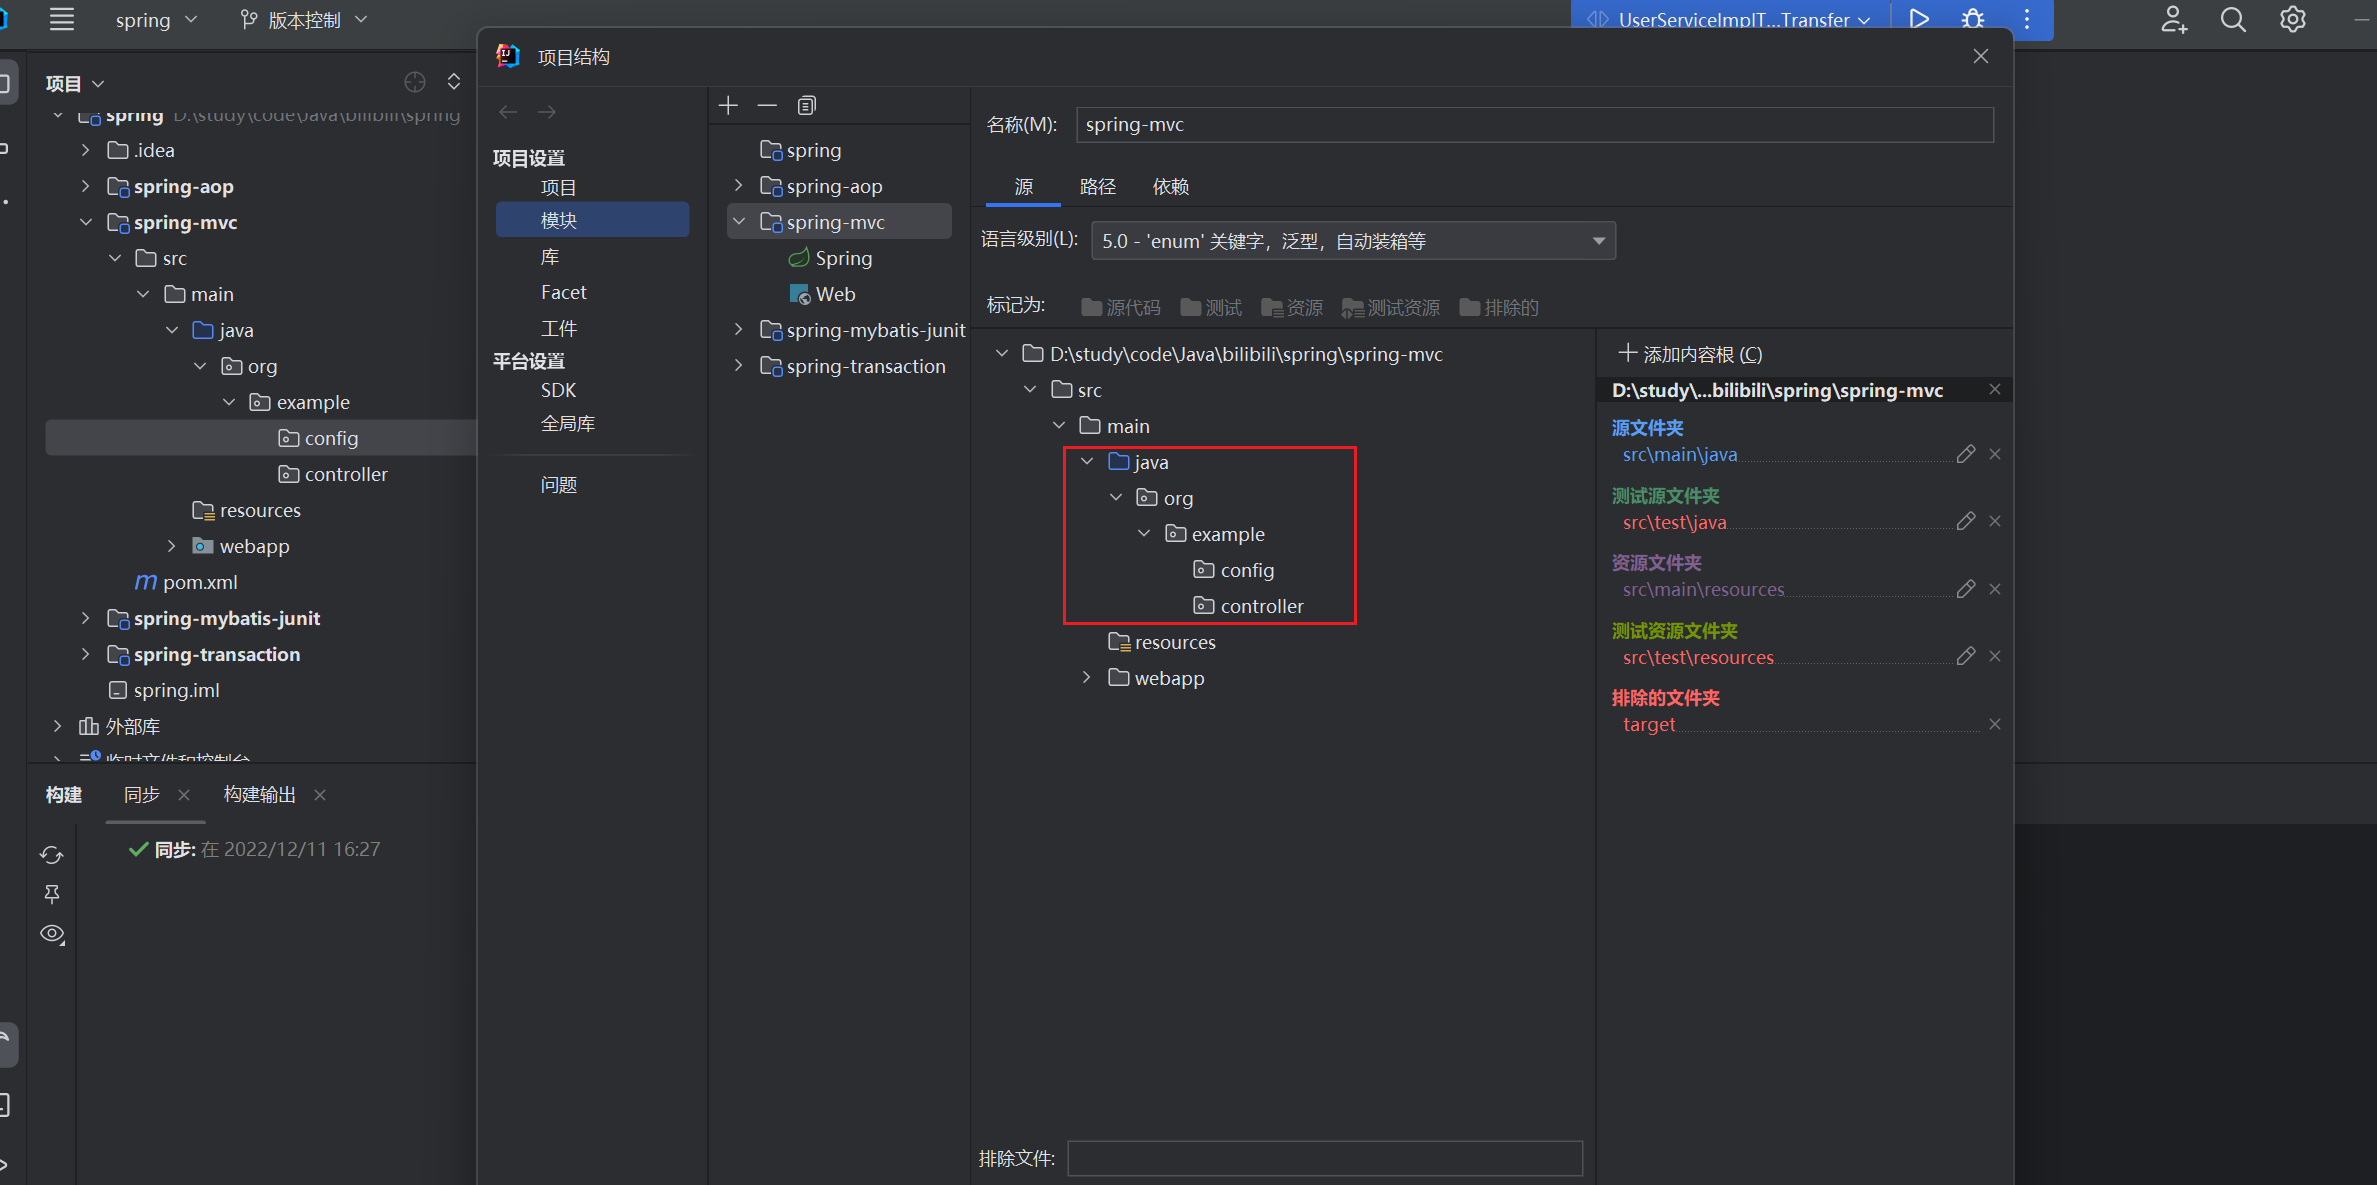 spring
版本控制
UserServiceImplT...Transfer
项目
spring D:\study\code\Java\bilibili\spring
.idea
spring-aop
spring-mvc
src
main
java
org
example
config
controller
resources
webapp
pom.xml
spring-mybatis-junit
spring-transaction
spring.iml
外部库
临时文件和控制台
构建
同步
构建输出
同步: 在 2022/12/11 16:27
项目结构
项目设置
项目
模块
库
Facet
工件
平台设置
SDK
全局库
问题
spring
spring-aop
spring-mvc
Spring
Web
spring-mybatis-junit
spring-transaction
名称(M): spring-mvc
源 路径 依赖
语言级别(L): 5.0 - 'enum' 关键字，泛型，自动装箱等
标记为: 源代码 测试 资源 测试资源 排除的
D:\study\code\Java\bilibili\spring\spring-mvc
src
main
java
org
example
config
controller
resources
webapp
排除文件:
添加内容根 (C)
D:\study\...bilibili\spring\spring-mvc
源文件夹
src\main\java
测试源文件夹
src\test\java
资源文件夹
src\main\resources
测试资源文件夹
src\test\resources
排除的文件夹
target